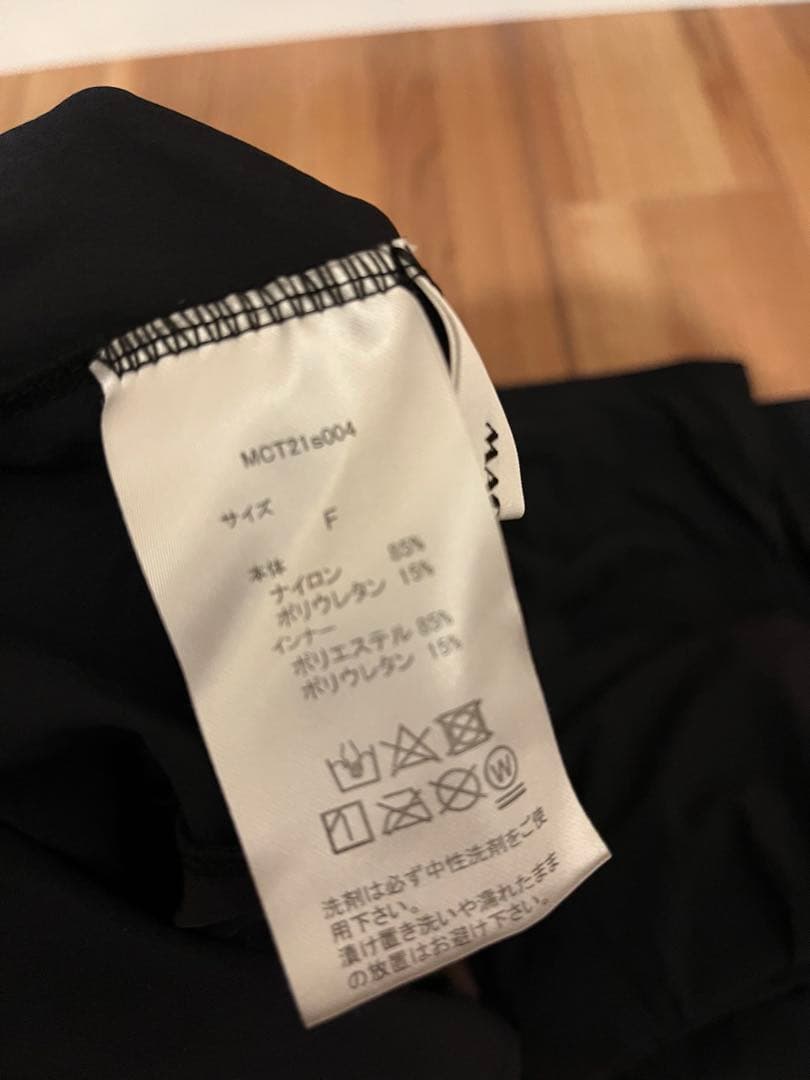 MCT21s004
サイズ F
本体
ナイロン 85%
ポリウレタン 15%
インナー
ポリエステル 85%
ポリウレタン 15%
W
洗剤は必ず中性洗剤をご使
用下さい。
漬け置き洗いや濡れたまま
の放置はお避け下さい。